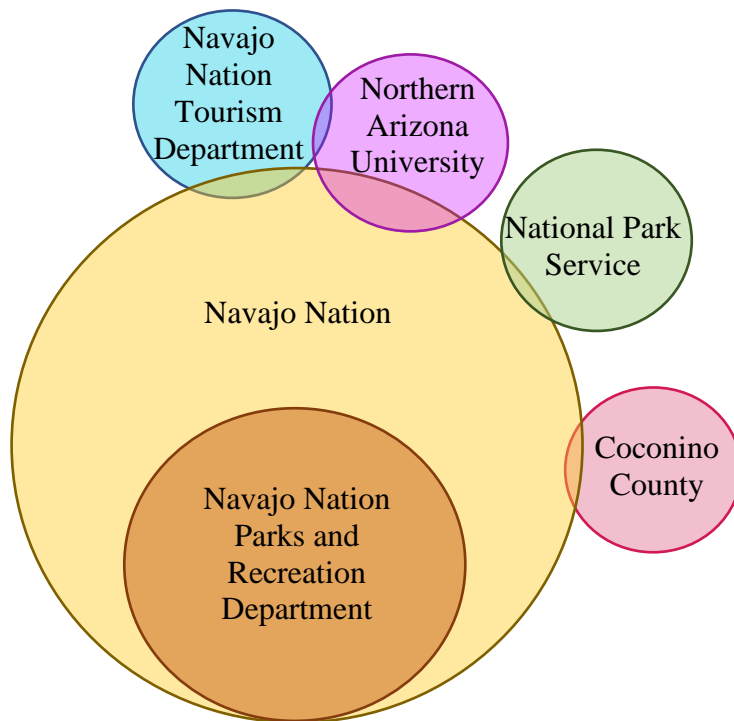 Navajo
Nation
Tourism
Department
Northern
Arizona
University
National Park
Service
Navajo Nation
Coconino
County
Navajo Nation
Parks and
Recreation
Department